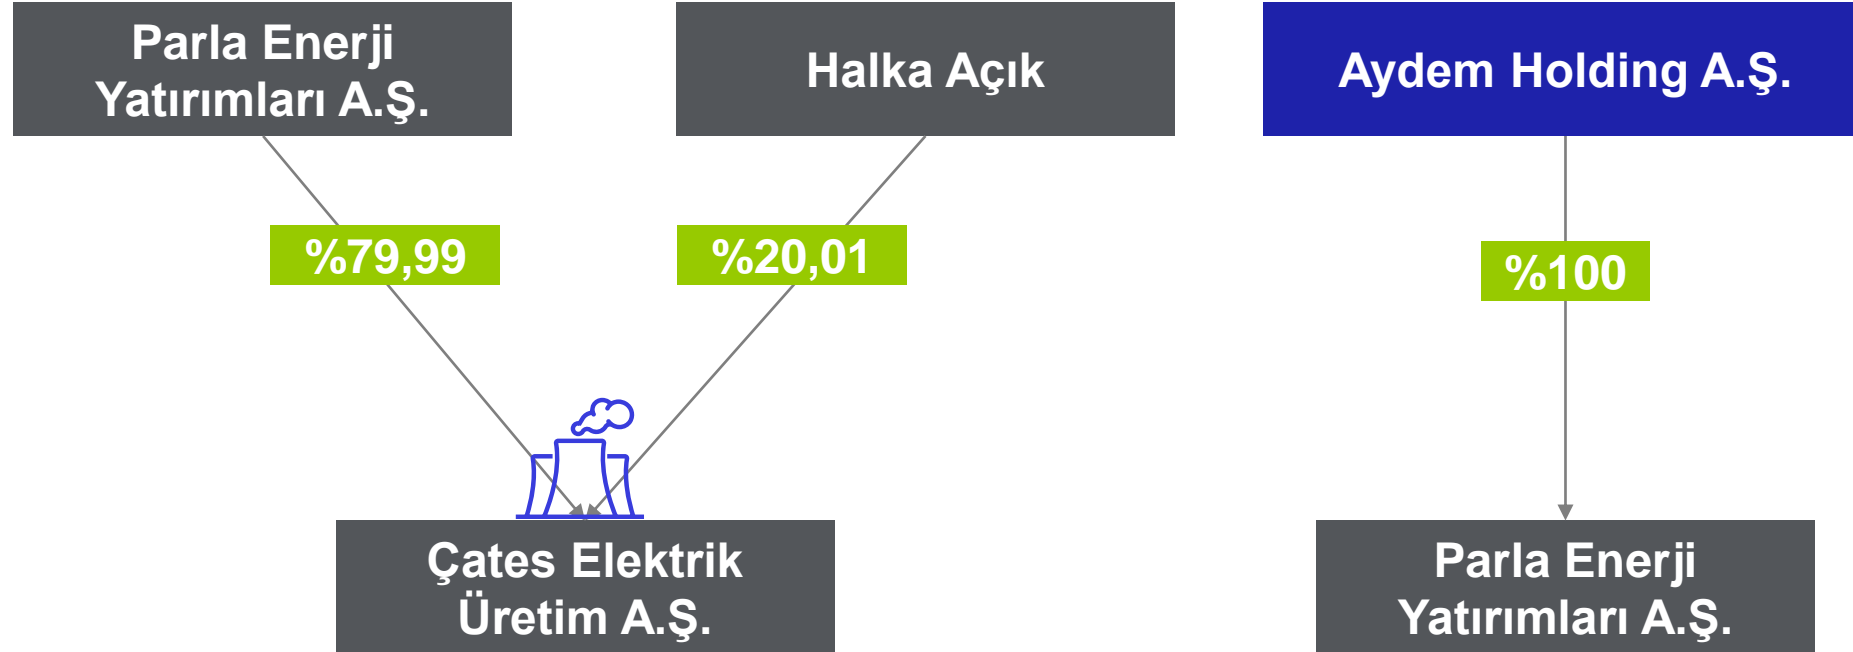 Parla Enerji
Yatırımları A.Ş.
Halka Açık
Aydem Holding A.Ş.
%79,99
%20,01
%100
Çates Elektrik
Üretim A.Ş.
Parla Enerji
Yatırımları A.Ş.